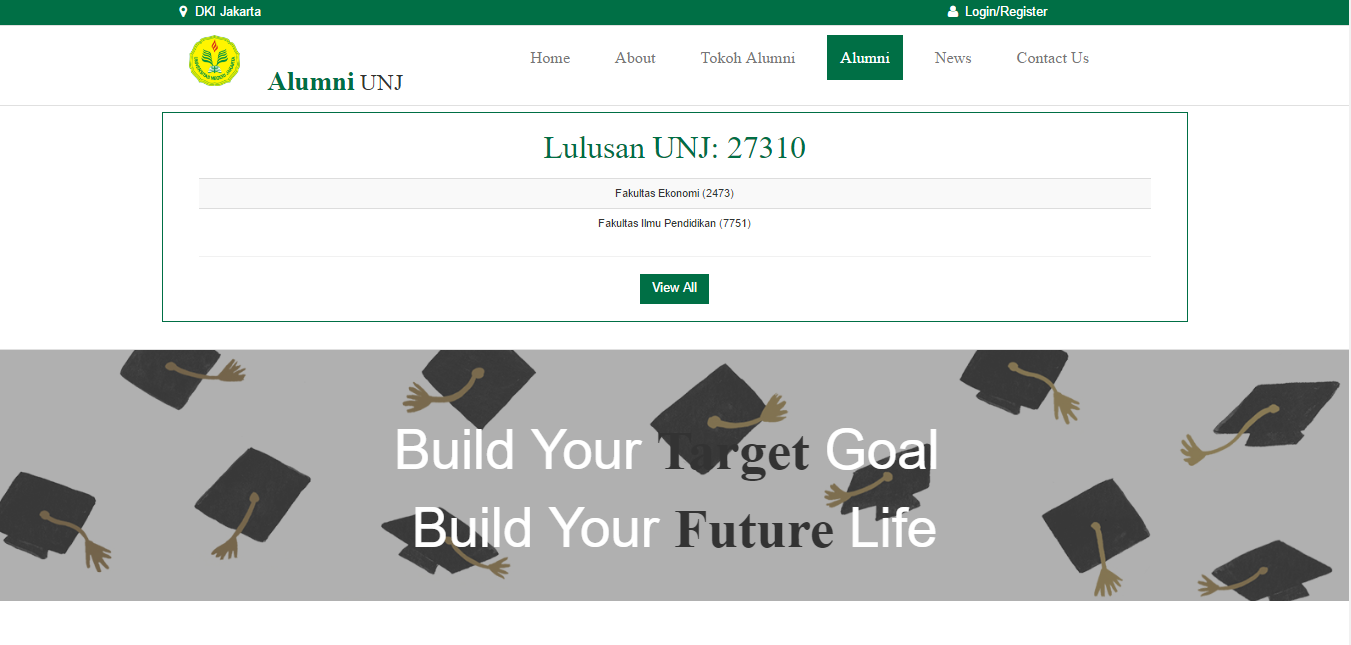 DKI Jakarta
Login/Register
Alumni UNJ
Home
About
Tokoh Alumni
Alumni
News
Contact Us
Lulusan UNJ: 27310
Fakultas Ekonomi (2473)
Fakultas Ilmu Pendidikan (7751)
View All
Build Your Target Goal
Build Your Future Life